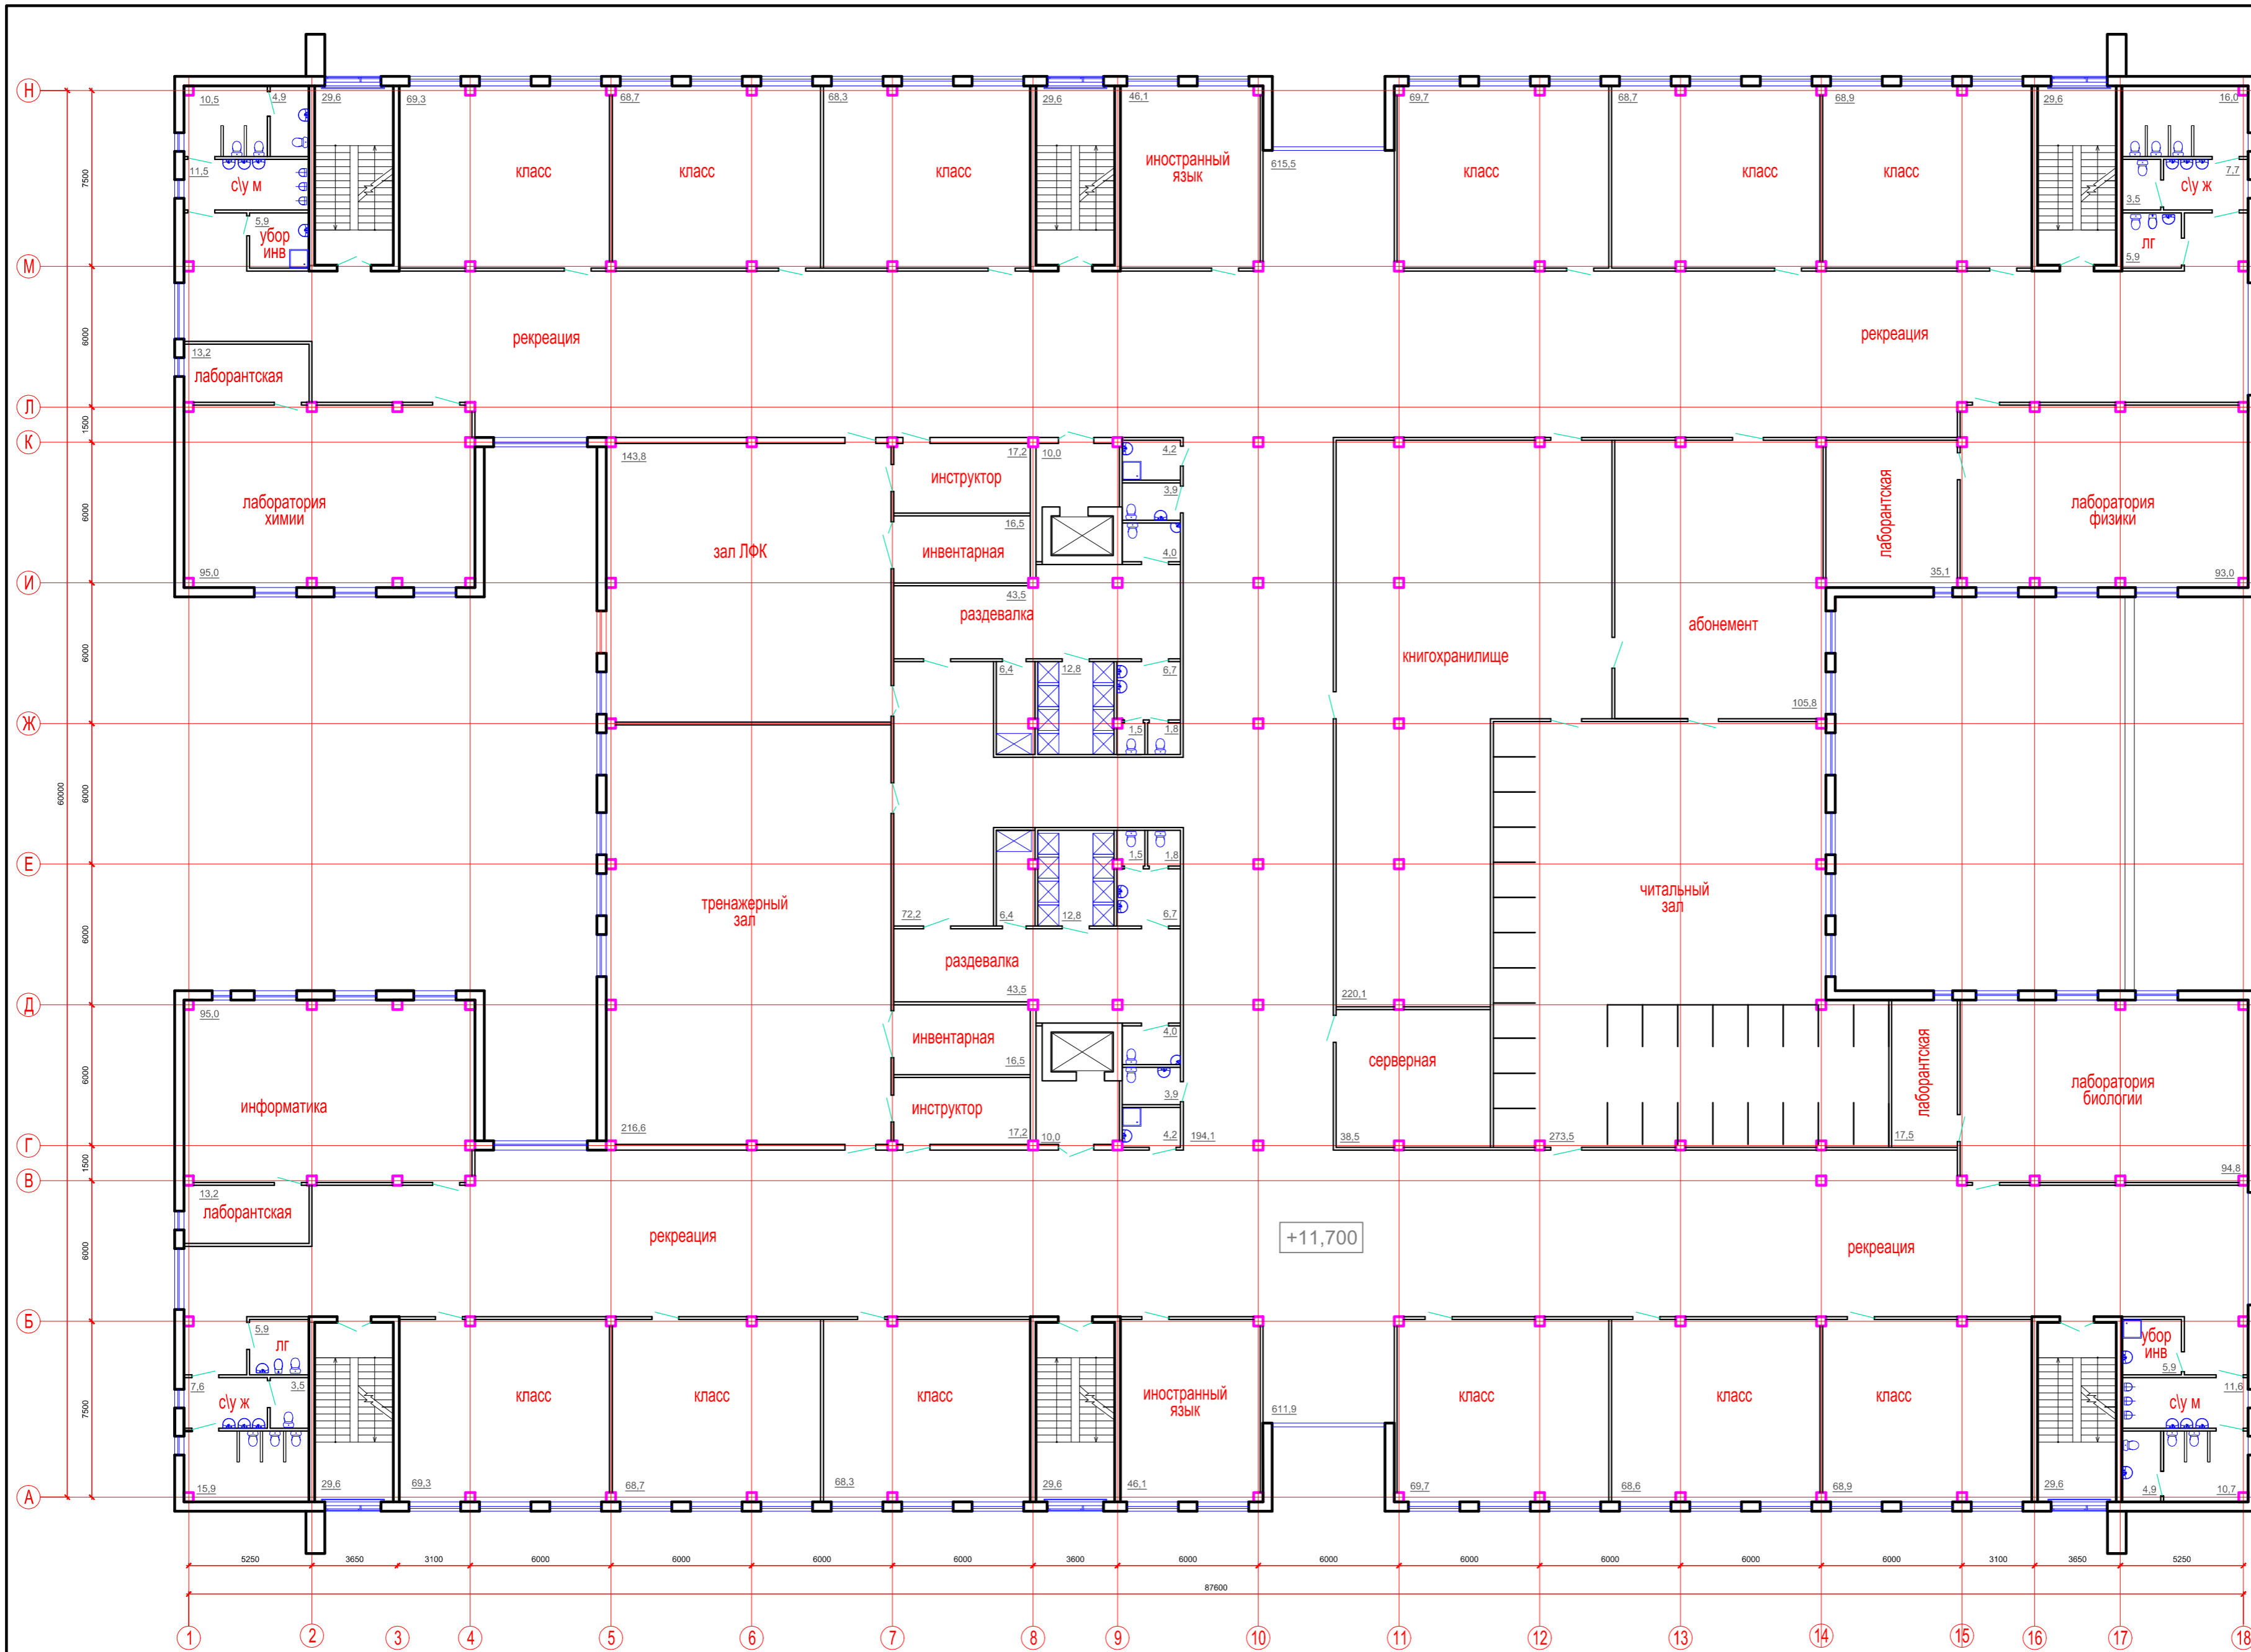 Н
10,5
4,9
29,6
69,3
68,7
68,3
29,6
46,1
69,7
68,7
68,9
29,6
16,0
7500
11,5
с\у м
класс
класс
класс
иностранный
язык
615,5
класс
класс
класс
7,7
с\у ж
3,5
5,9
убор
инв
лг
5,9
М
6000
рекреация
рекреация
13,2
лаборантская
Л
1500
К
143,8
17,2
10,0
4,2
инструктор
3,9
лаборатория
химии
6000
16,5
зал ЛФК
инвентарная
4,0
лаборантская
лаборатория
физики
95,0
35,1
93,0
И
43,5
раздевалка
абонемент
6000
книгохранилище
6,4
12,8
6,7
105,8
Ж
1,5
1,8
60000
6000
Е
1,5
1,8
читальный
зал
тренажерный
зал
72,2
6,4
12,8
6,7
6000
раздевалка
43,5
220,1
Д
95,0
инвентарная
16,5
4,0
серверная
лаборантская
6000
3,9
лаборатория
биологии
информатика
инструктор
216,6
17,2
10,0
4,2
194,1
38,5
273,5
17,5
Г
1500
94,8
В
13,2
лаборантская
6000
рекреация
+11,700
рекреация
Б
5,9
лг
убор
инв
5,9
7,6
3,5
11,6
с\у ж
с\у м
7500
класс
класс
класс
иностранный
язык
611,9
класс
класс
класс
А
15,9
29,6
69,3
68,7
68,3
29,6
46,1
69,7
68,6
68,9
29,6
4,9
10,7
5250
3650
3100
6000
6000
6000
6000
3600
6000
6000
6000
6000
6000
6000
3100
3650
5250
87600
1
2
3
4
5
6
7
8
9
10
11
12
13
14
15
16
17
18